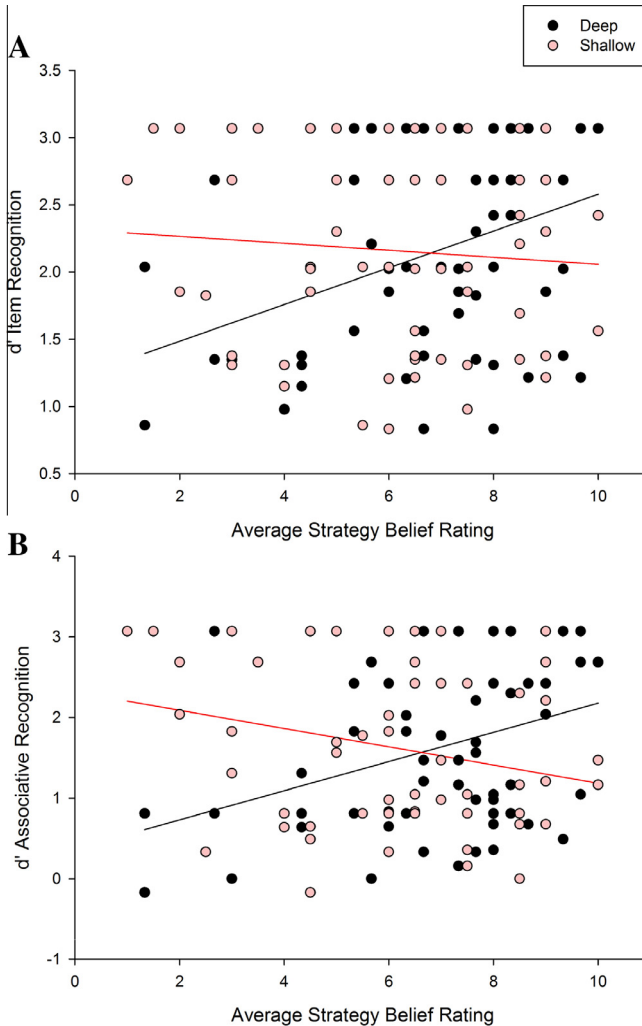 Deep
Shallow
A
3.5
3.0
2.5
2.0
1.5
1.0
0.5
d' Item Recognition
0 2 4 6 8 10
Average Strategy Belief Rating
B
4
3
2
1
0
-1
d' Associative Recognition
0 2 4 6 8 10
Average Strategy Belief Rating